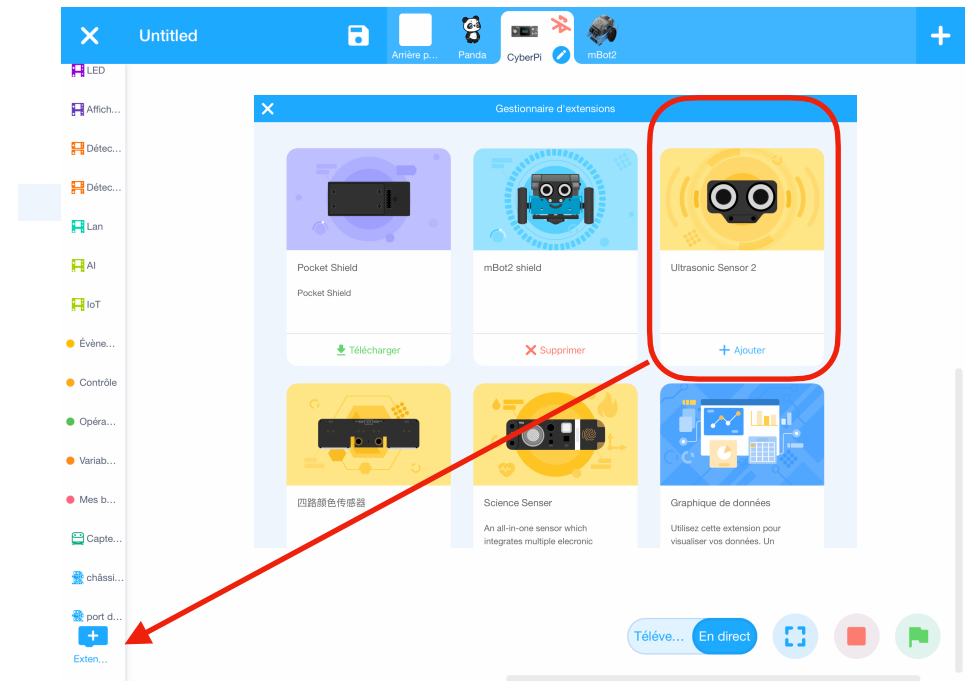 Untitled
Arrière p...
Panda
CyberPi
mBot2
LED
Affich...
Détec...
Détec...
Lan
AI
IoT
Évène...
Contrôle
Opéra...
Variab...
Mes b...
Capte...
châssi...
port d...
Exten...
Gestionnaire d'extensions
Pocket Shield
Pocket Shield
Télécharger
mBot2 shield
Supprimer
Ultrasonic Sensor 2
Ajouter
四路颜色传感器
Science Senser
An all-in-one sensor which
integrates multiple elecronic
Graphique de données
Utilisez cette extension pour
visualiser vos données. Un
Téléve...
En direct